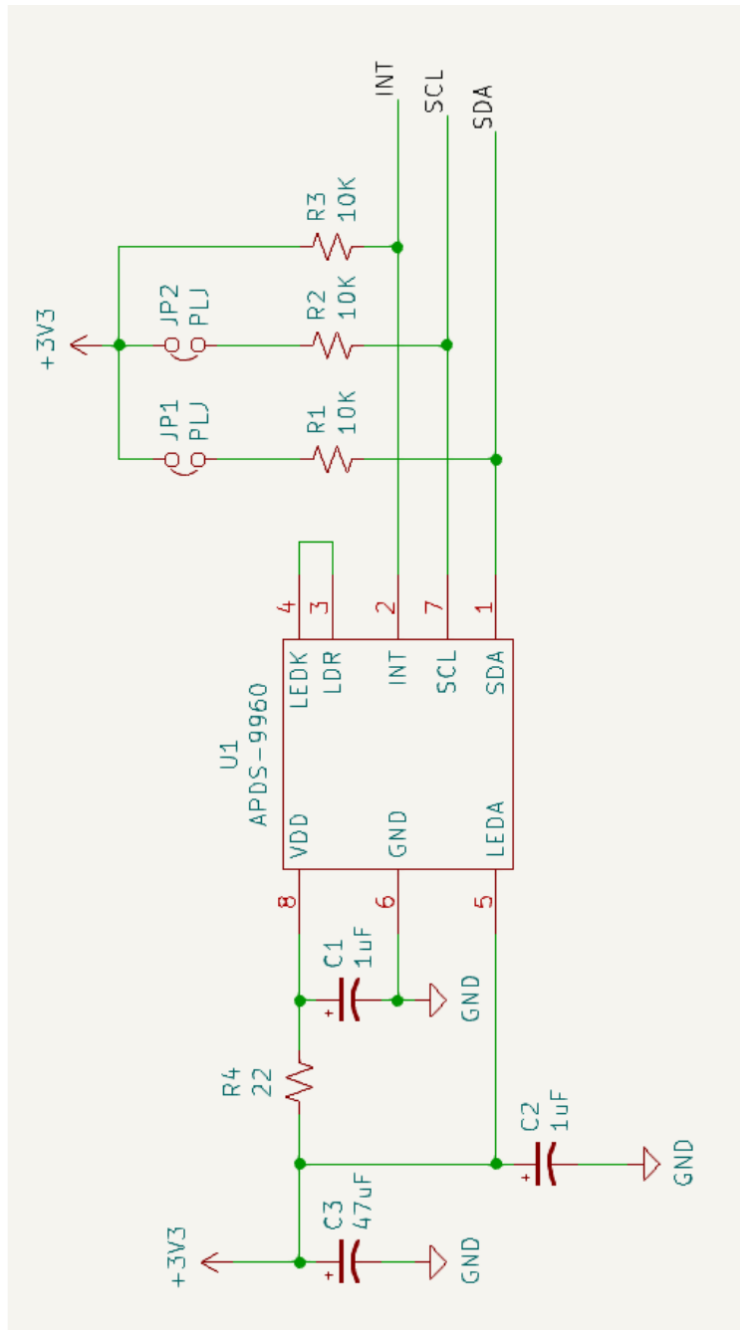 +3V3
C3
47uF
GND
R4
22
C1
1uF
GND
C2
1uF
GND
U1
APDS-9960
8
VDD
6
GND
5
LEDA
LEDK
4
LDR
3
INT
2
SCL
7
SDA
1
+3V3
JP1
PLJ
JP2
PLJ
R1
10K
R2
10K
R3
10K
INT
SCL
SDA
+
+
+